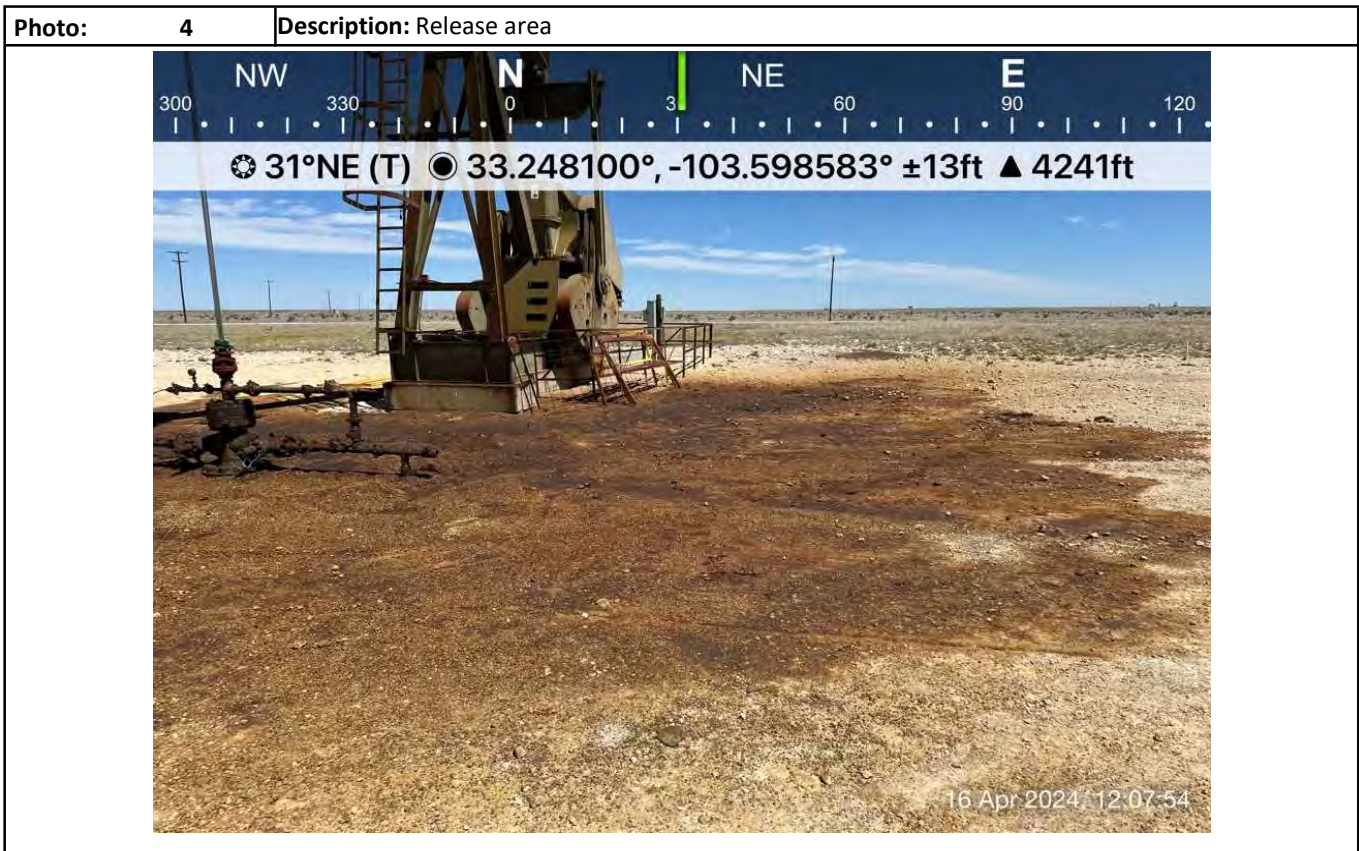 Photo: 4 Description: Release area
NW N NE E
300 330 0 30 60 90 120
31°NE (T) 33.248100°, -103.598583° ±13ft ▲ 4241ft
16 Apr 2024, 12:07:54